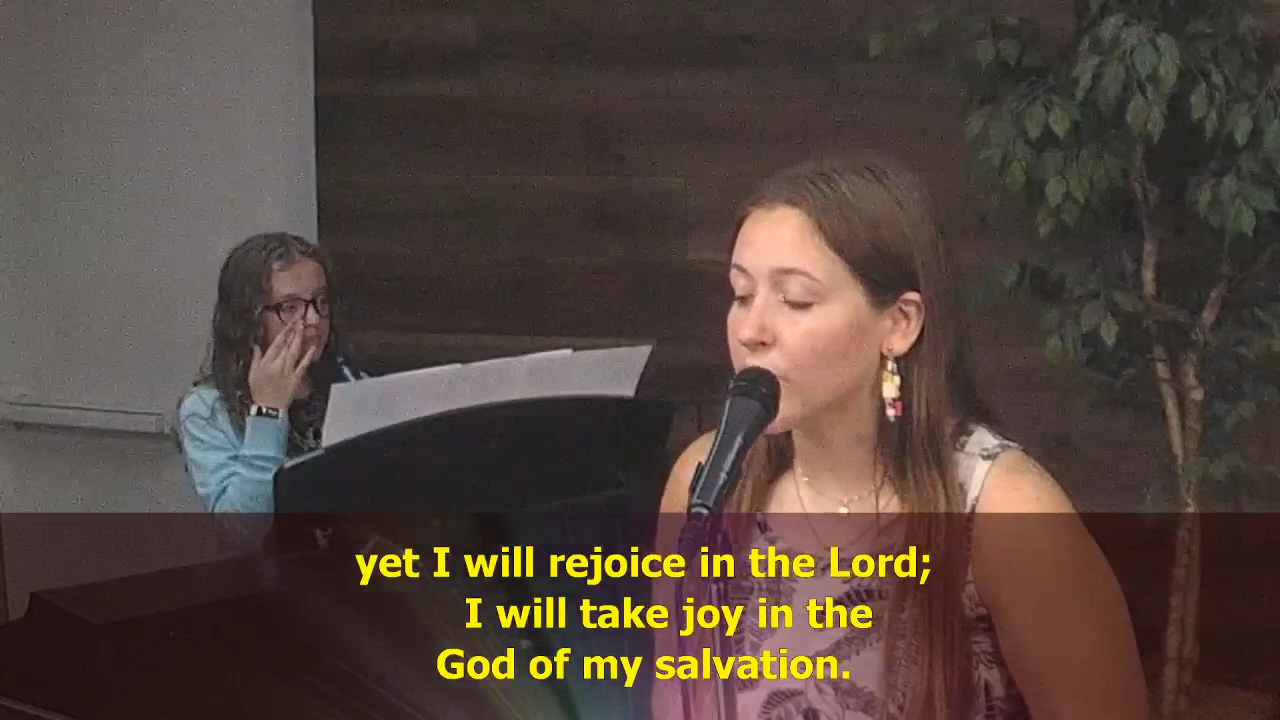 yet I will rejoice in the Lord;
I will take joy in the
God of my salvation.